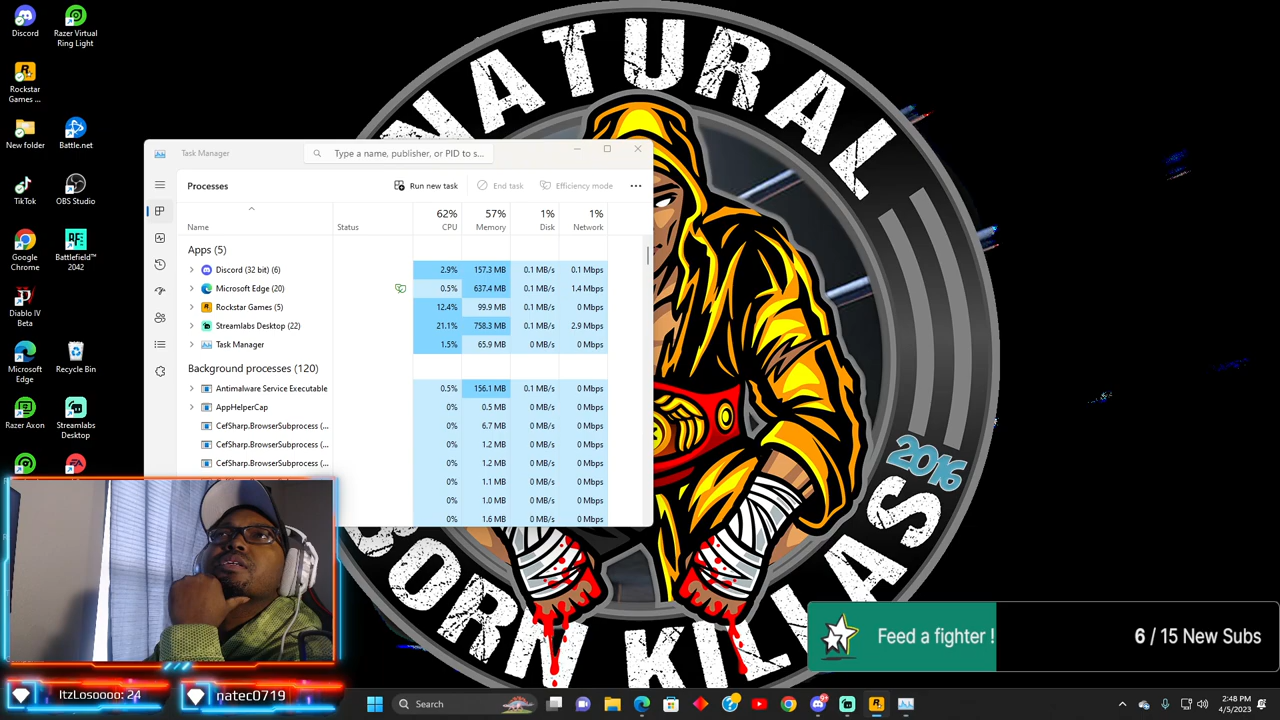 Discord
Razer Virtual
Ring Light
Rockstar
Games ...
New folder
Battle.net
TikTok
OBS Studio
Google
Chrome
Battlefield™
2042
Diablo IV
Beta
Microsoft
Edge
Recycle Bin
Razer Axon
Streamlabs
Desktop
NATURAL
BORN KILLAS
2016
Task Manager
Type a name, publisher, or PID to s...
Processes
Run new task
End task
Efficiency mode
62% 57% 1% 1%
Name Status CPU Memory Disk Network
Apps (5)
Discord (32 bit) (6) 2.9% 157.3 MB 0.1 MB/s 0.1 Mbps
Microsoft Edge (20) 0.5% 637.4 MB 0.1 MB/s 1.4 Mbps
Rockstar Games (5) 12.4% 99.9 MB 0.1 MB/s 0 Mbps
Streamlabs Desktop (22) 21.1% 758.3 MB 0.1 MB/s 2.9 Mbps
Task Manager 1.5% 65.9 MB 0 MB/s 0 Mbps
Background processes (120)
Antimalware Service Executable 0.5% 156.1 MB 0.1 MB/s 0 Mbps
AppHelperCap 0% 0.5 MB 0 MB/s 0 Mbps
CefSharp.BrowserSubprocess (... 0% 6.7 MB 0 MB/s 0 Mbps
CefSharp.BrowserSubprocess (... 0% 1.2 MB 0 MB/s 0 Mbps
CefSharp.BrowserSubprocess (... 0% 1.2 MB 0 MB/s 0 Mbps
0% 1.1 MB 0 MB/s 0 Mbps
0% 1.0 MB 0 MB/s 0 Mbps
0% 1.6 MB 0 MB/s 0 Mbps
Feed a fighter !
6 / 15 New Subs
ItzLosoooo: 24
natec0719
Search
2:48 PM
4/5/2023